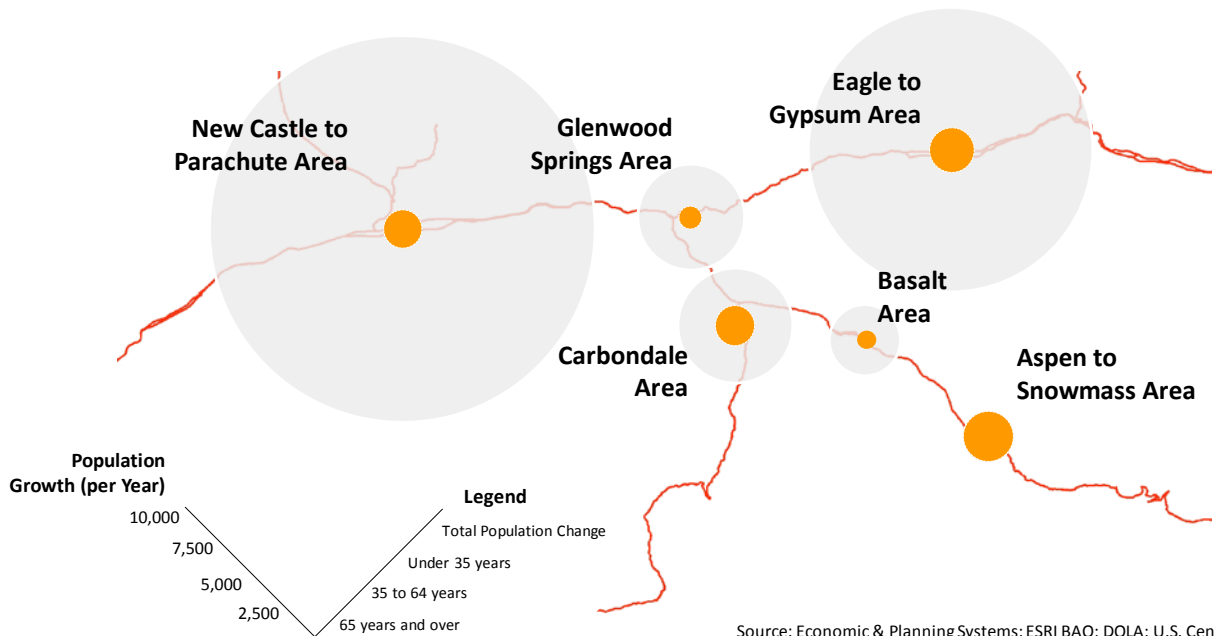 New Castle to
Parachute Area
Glenwood
Springs Area
Eagle to
Gypsum Area
Carbondale
Area
Basalt
Area
Aspen to
Snowmass Area
Population
Growth (per Year)
10,000
7,500
5,000
2,500
Legend
Total Population Change
Under 35 years
35 to 64 years
65 years and over
Source: Economic & Planning Systems; ESRI BAO; DOLA; U.S. Cen